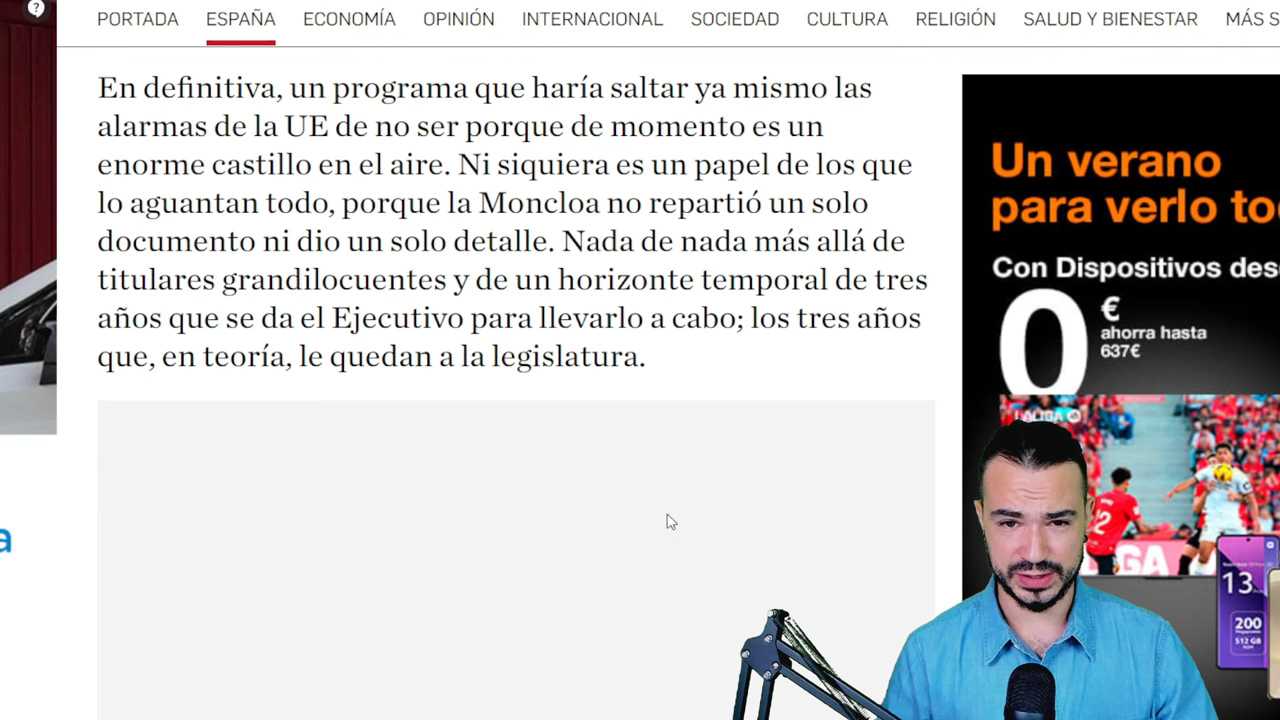 ?
PORTADA ESPAÑA ECONOMÍA OPINIÓN INTERNACIONAL SOCIEDAD CULTURA RELIGIÓN SALUD Y BIENESTAR MÁS S
En definitiva, un programa que haría saltar ya mismo las
alarmas de la UE de no ser porque de momento es un
enorme castillo en el aire. Ni siquiera es un papel de los que
lo aguantan todo, porque la Moncloa no repartió un solo
documento ni dio un solo detalle. Nada de nada más allá de
titulares grandilocuentes y de un horizonte temporal de tres
años que se da el Ejecutivo para llevarlo a cabo; los tres años
que, en teoría, le quedan a la legislatura.
a
Un verano
para verlo to
Con Dispositivos des
0 €
ahorra hasta
637€
LALIGA
12
LIGA
13
200
512 GB